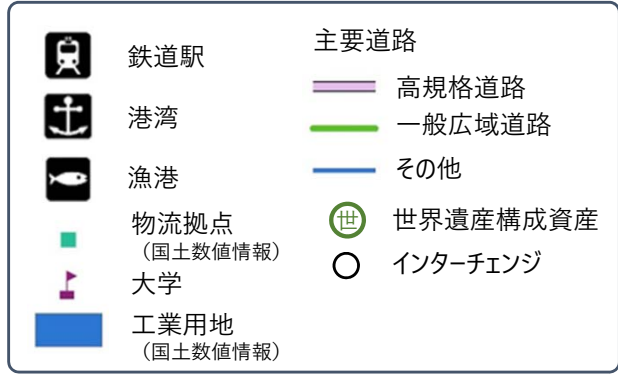 鉄道駅
港湾
漁港
物流拠点
（国土数値情報）
大学
工業用地
（国土数値情報）
主要道路
高規格道路
一般広域道路
その他
世 世界遺産構成資産
インターチェンジ